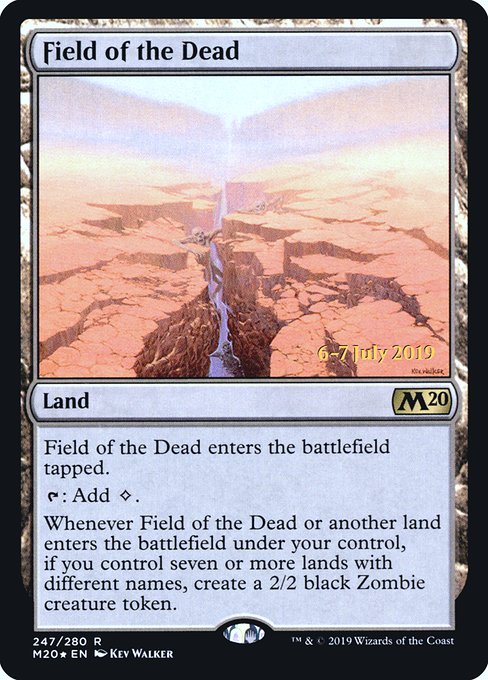 Field of the Dead
6–7 July 2019
Kev Walker
Land
M20
Field of the Dead enters the battlefield
tapped.
: Add .
Whenever Field of the Dead or another land
enters the battlefield under your control,
if you control seven or more lands with
different names, create a 2/2 black Zombie
creature token.
247/280 R
M20★EN Kev Walker
™ & © 2019 Wizards of the Coast